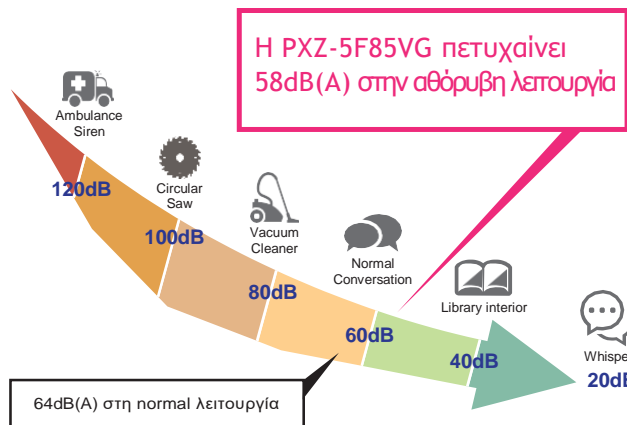 Η PXZ-5F85VG πετυχαίνει
58dB(A) στην αθόρυβη λειτουργία
Ambulance
Siren
120dB
Circular
Saw
100dB
Vacuum
Cleaner
80dB
Normal
Conversation
60dB
Library interior
40dB
Whispe
20dB
64dB(A) στη normal λειτουργία